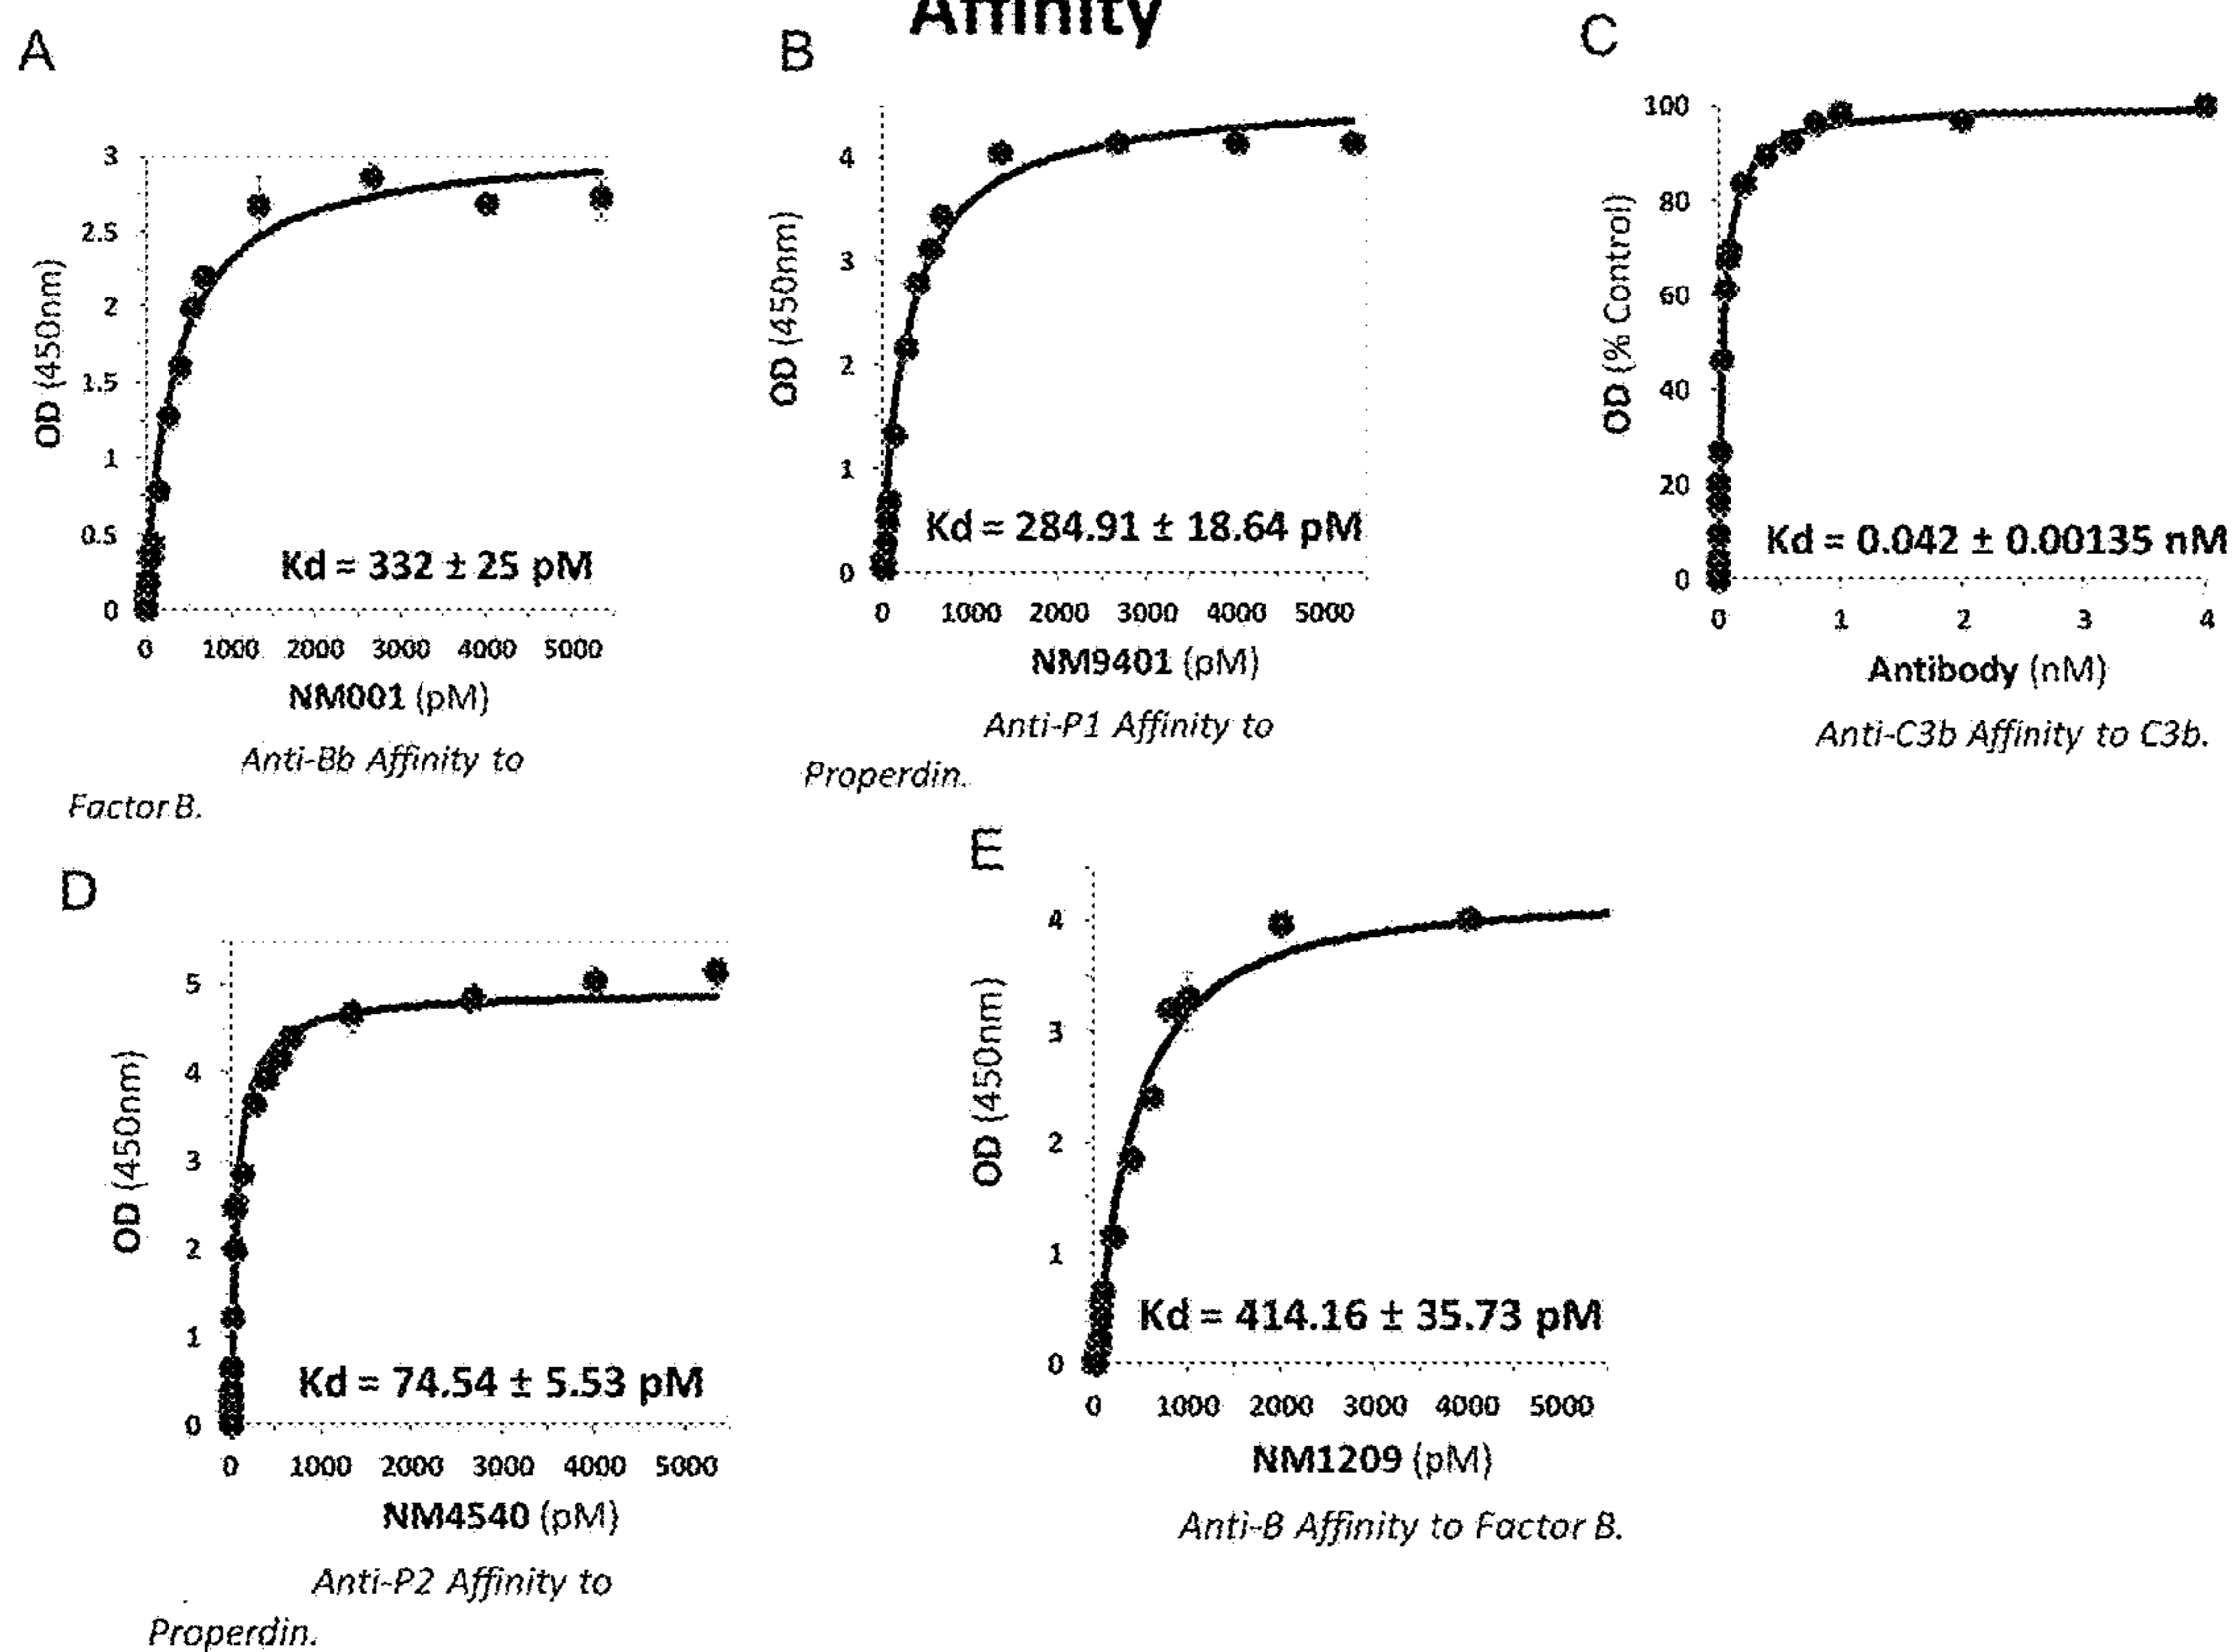 Affinity
A
3
2.5
2
1.5
1
0.5
0
OD (450nm)
Kd = 332 ± 25 pM
0 1000 2000 3000 4000 5000
NM001 (pM)
Anti-Bb Affinity to
Factor B.
B
4
3
2
1
0
OD (450nm)
Kd = 284.91 ± 18.64 pM
0 1000 2000 3000 4000 5000
NM9401 (pM)
Anti-P1 Affinity to
Properdin.
C
100
80
60
40
20
0
OD (% Control)
Kd = 0.042 ± 0.00135 nM
0 1 2 3 4
Antibody (nM)
Anti-C3b Affinity to C3b.
D
5
4
3
2
1
0
OD (450nm)
Kd = 74.54 ± 5.53 pM
0 1000 2000 3000 4000 5000
NM4540 (pM)
Anti-P2 Affinity to
Properdin.
E
4
3
2
1
0
OD (450nm)
Kd = 414.16 ± 35.73 pM
0 1000 2000 3000 4000 5000
NM1209 (pM)
Anti-B Affinity to Factor B.